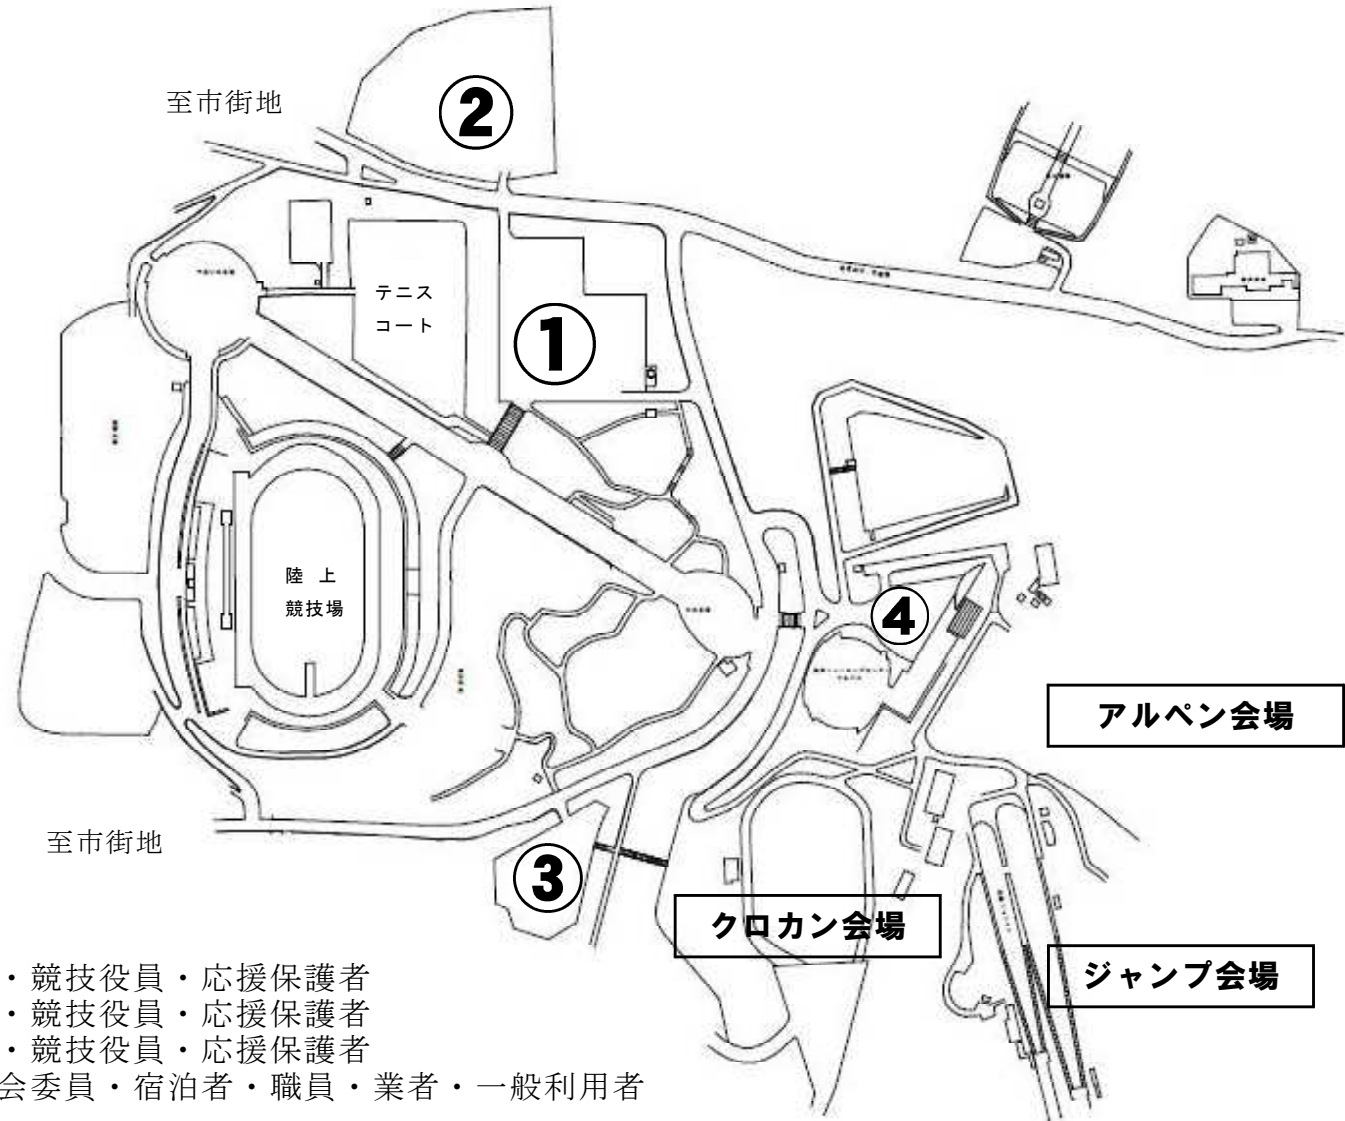 ②
至市街地
テニス
コート
①
陸 上
競技場
④
アルペン会場
至市街地
③
クロカン会場
ジャンプ会場
・競技役員・応援保護者
・競技役員・応援保護者
・競技役員・応援保護者
会委員・宿泊者・職員・業者・一般利用者